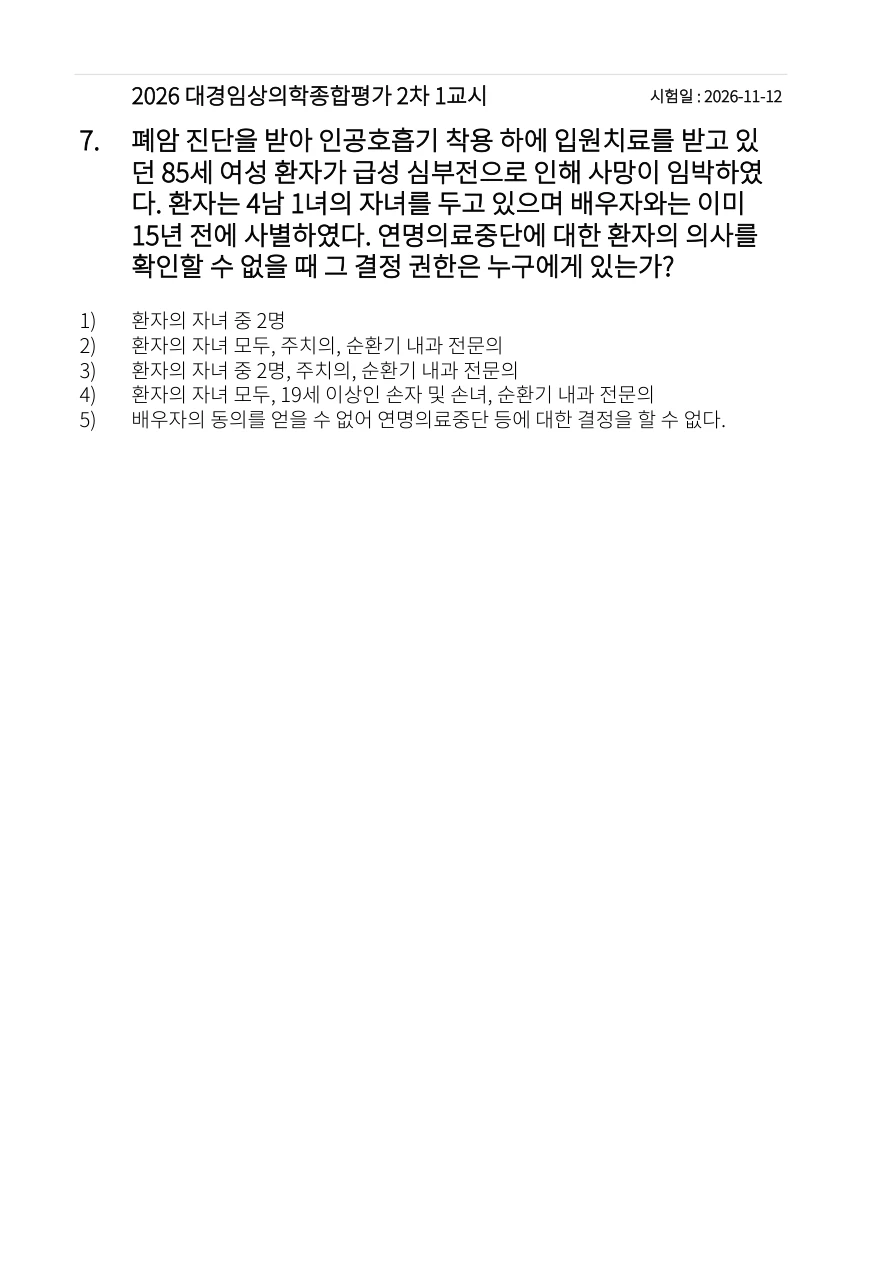 2026 대경임상의학종합평가 2차 1교시
시험일 : 2026-11-12
7. 폐암 진단을 받아 인공호흡기 착용 하에 입원치료를 받고 있
던 85세 여성 환자가 급성 심부전으로 인해 사망이 임박하였
다. 환자는 4남 1녀의 자녀를 두고 있으며 배우자와는 이미
15년 전에 사별하였다. 연명의료중단에 대한 환자의 의사를
확인할 수 없을 때 그 결정 권한은 누구에게 있는가?
1) 환자의 자녀 중 2명
2) 환자의 자녀 모두, 주치의, 순환기 내과 전문의
3) 환자의 자녀 중 2명, 주치의, 순환기 내과 전문의
4) 환자의 자녀 모두, 19세 이상인 손자 및 손녀, 순환기 내과 전문의
5) 배우자의 동의를 얻을 수 없어 연명의료중단 등에 대한 결정을 할 수 없다.